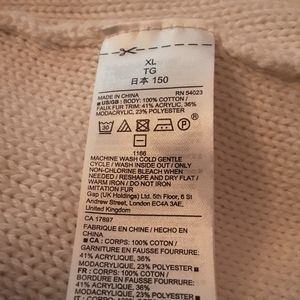 XL
TG
日本 150
MADE IN CHINA RN 54023
■ US/GB : BODY: 100% COTTON /
FAUX FUR TRIM: 41% ACRYLIC, 36%
MODACRYLIC, 23% POLYESTER
30
1166
MACHINE WASH COLD GENTLE
CYCLE / WASH INSIDE OUT / ONLY
NON-CHLORINE BLEACH WHEN
NEEDED / RESHAPE AND DRY FLAT /
WARM IRON / DO NOT IRON
IMITATION FUR
Gap (UK Holdings) Ltd. 5th Floor, 6 St
Andrew Street, London EC4A 3AE,
United Kingdom
CA 17897
FABRIQUE EN CHINE / HECHO EN
CHINA
■ CA : CORPS: 100% COTON /
GARNITURE EN FAUSSE FOURRURE:
41% ACRYLIQUE, 36%
MODACRYLIQUE, 23% POLYESTER ■
FR : CORPS: 100% COTON /
GARNITURE EN FAUSSE FOURRURE:
41% ACRYLIQUE, 36%
MODACRYLIQUE, 23% POLYESTER ■